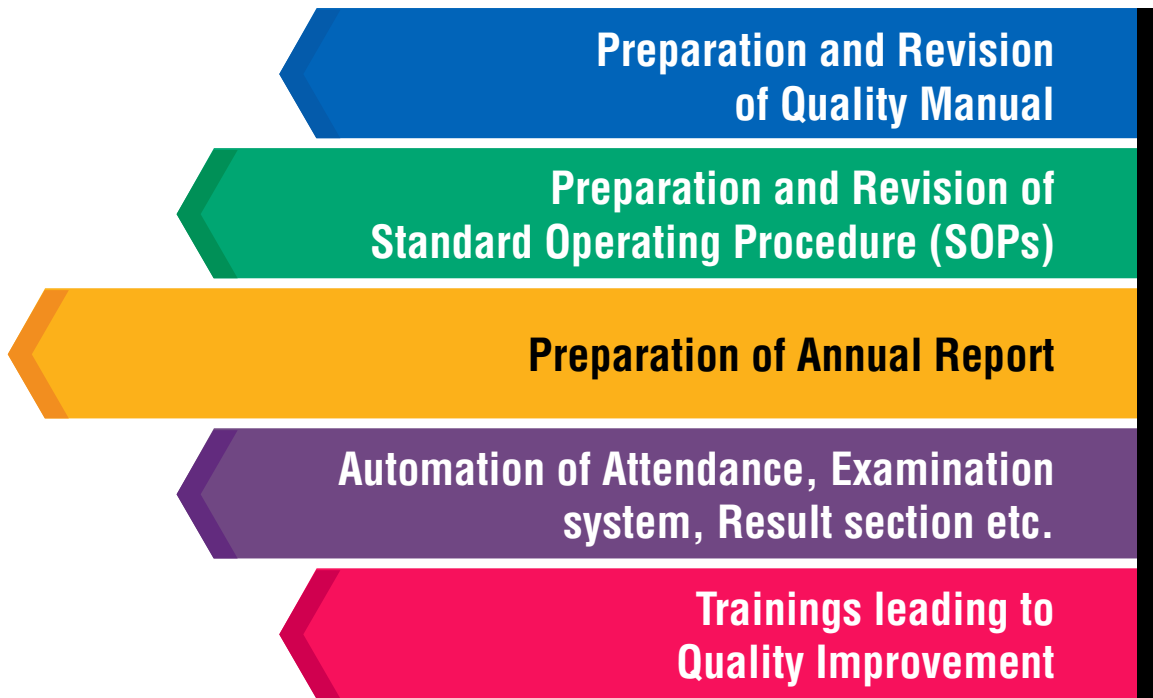 Preparation and Revision
of Quality Manual
Preparation and Revision of
Standard Operating Procedure (SOPs)
Preparation of Annual Report
Automation of Attendance, Examination
system, Result section etc.
Trainings leading to
Quality Improvement